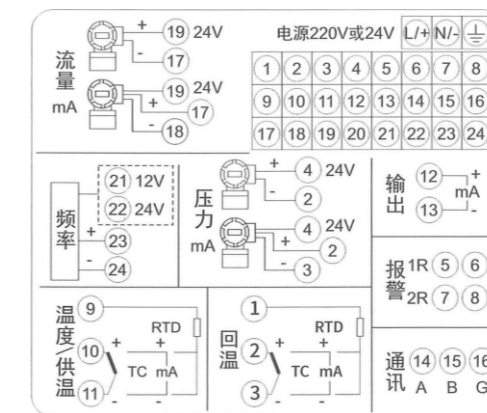 流量 mA
+ 19 24V
- 17
19 24V
+ 17
- 18
电源220V或24V L/+ N/-
1 2 3 4 5 6 7 8
9 10 11 12 13 14 15 16
17 18 19 20 21 22 23 24
频率
21 12V
22 24V
+ 23
- 24
压力 mA
+ 4 24V
- 2
4 24V
+ 2
- 3
输出
12 +
mA
13 -
报警
1R 5 6
2R 7 8
温度/供温
9
RTD
10 + +
TC mA
11 - -
回温
1
RTD
2 + +
TC mA
3 - -
通讯
14 15 16
A B G